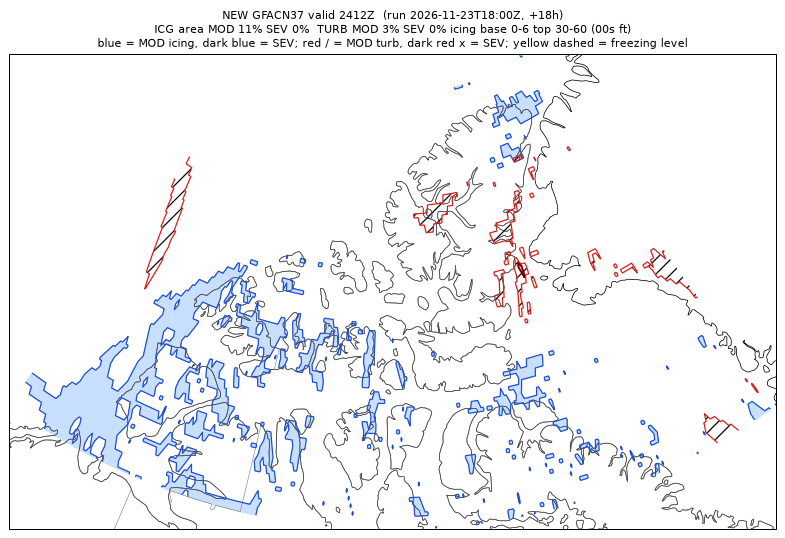 NEW GFACN37 valid 2412Z  (run 2026-11-23T18:00Z, +18h)
ICG area MOD 11% SEV 0%  TURB MOD 3% SEV 0% icing base 0-6 top 30-60 (00s ft)
blue = MOD icing, dark blue = SEV; red / = MOD turb, dark red x = SEV; yellow dashed = freezing level